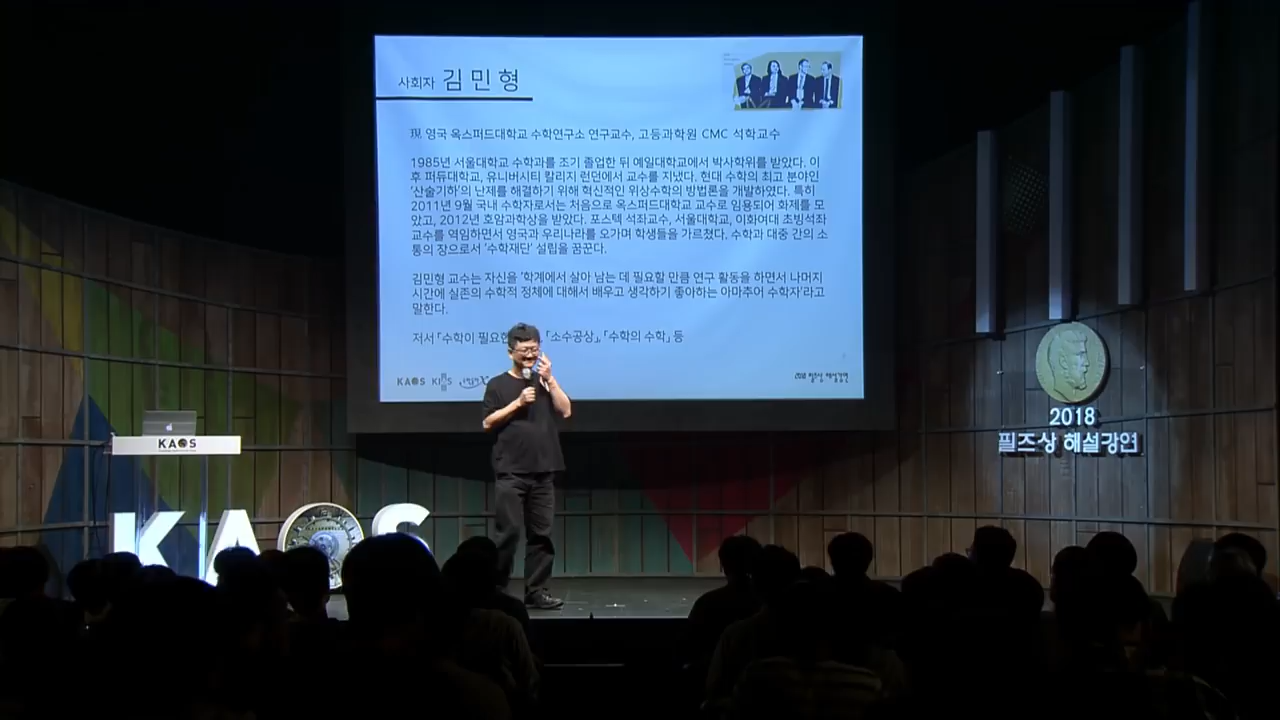 사회자 김민형
現 영국 옥스퍼드대학교 수학연구소 연구교수, 고등과학원 CMC 석학교수
1985년 서울대학교 수학과를 조기 졸업한 뒤 예일대학교에서 박사학위를 받았다. 이
후 퍼듀대학교, 유니버시티 칼리지 런던에서 교수를 지냈다. 현대 수학의 최고 분야인
'산술기하'의 난제를 해결하기 위해 혁신적인 위상수학의 방법론을 개발하였다. 특히
2011년 9월 국내 수학자로서는 처음으로 옥스퍼드대학교 교수로 임용되어 화제를 모
았고, 2012년 호암과학상을 받았다. 포스텍 석좌교수, 서울대학교, 이화여대 초빙석좌
교수를 역임하면서 영국과 우리나라를 오가며 학생들을 가르쳤다. 수학과 대중 간의 소
통의 장으로서 '수학재단' 설립을 꿈꾼다.
김민형 교수는 자신을 '학계에서 살아 남는 데 필요할 만큼 연구 활동을 하면서 나머지
시간에 실존의 수학적 정체에 대해서 배우고 생각하기 좋아하는 아마추어 수학자'라고
말한다.
저서 「수학이 필요한 「소수공상」, 「수학의 수학」 등
KAOS KIAS
2018 필즈상 해설강연
KAOS
2018
필즈상 해설강연
KAOS